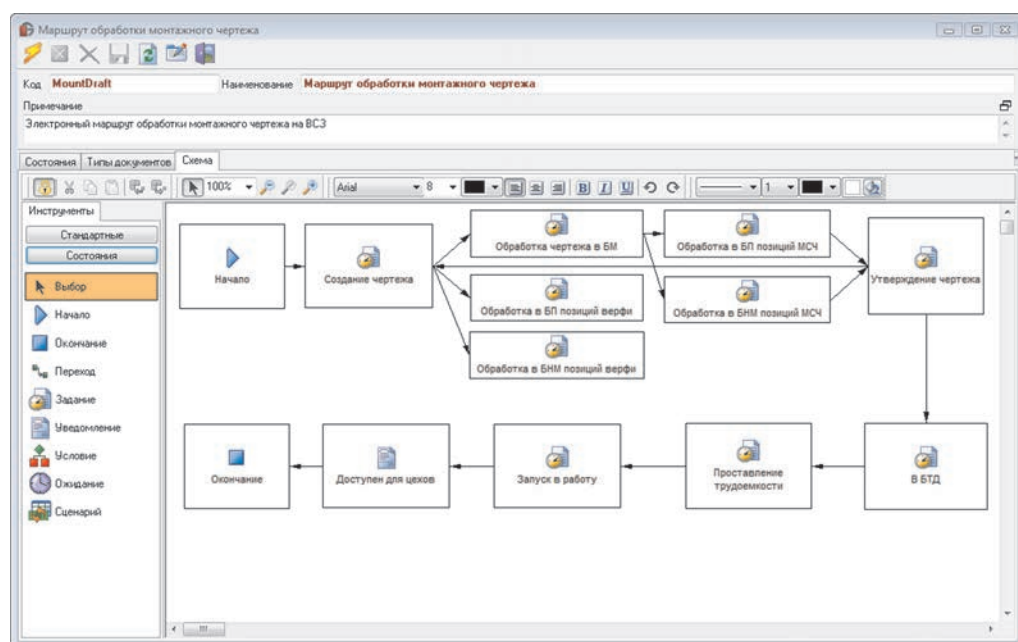 Маршрут обработки монтажного чертежа
Код MountDraft Наименование Маршрут обработки монтажного чертежа
Примечание
Электронный маршрут обработки монтажного чертежа на ВСЗ
Состояния Типы документов Схема
100% Arial 8 B I U 1
Инструменты
Стандартные
Состояния
Выбор
Начало
Окончание
Переход
Задание
Уведомление
Условие
Ожидание
Сценарий
Начало
Создание чертежа
Обработка чертежа в БМ
Обработка в БП позиций МСЧ
Обработка в БП позиций верфи
Обработка в БНМ позиций МСЧ
Обработка в БНМ позиций верфи
Утверждение чертежа
Окончание
Доступен для цехов
Запуск в работу
Проставление
трудоемкости
В БТД